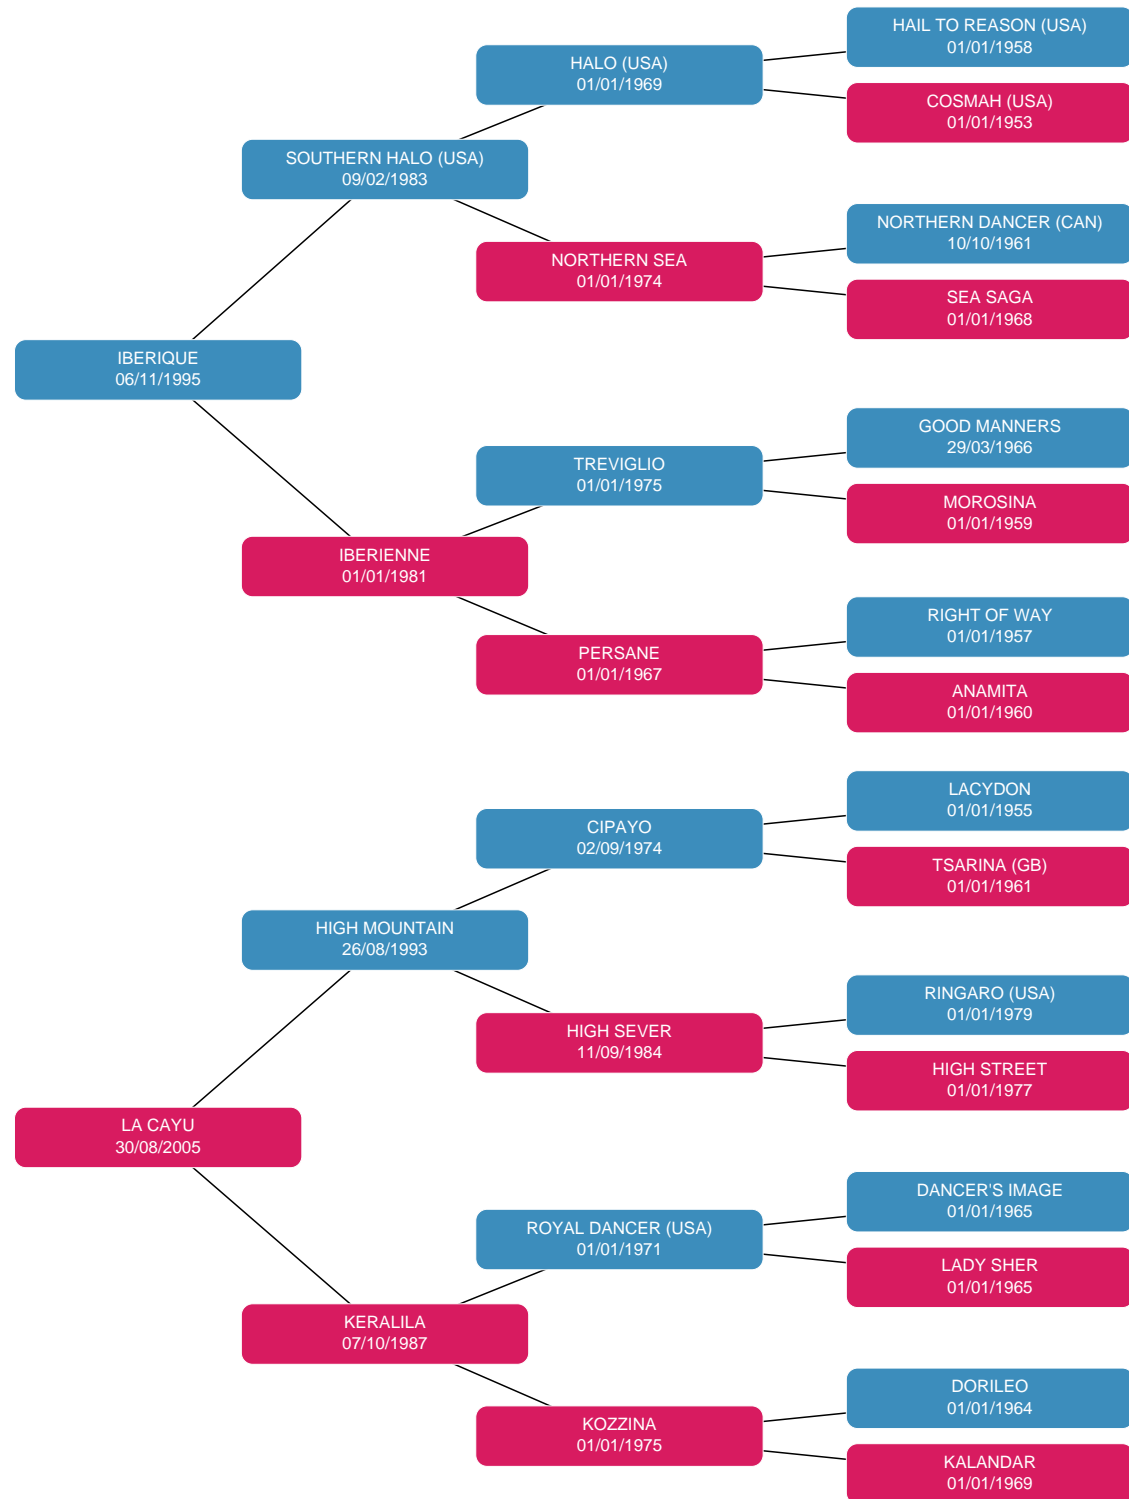 HAIL TO REASON (USA)
01/01/1958
HALO (USA)
01/01/1969
COSMAH (USA)
01/01/1953
SOUTHERN HALO (USA)
09/02/1983
NORTHERN DANCER (CAN)
10/10/1961
NORTHERN SEA
01/01/1974
SEA SAGA
01/01/1968
IBERIQUE
06/11/1995
GOOD MANNERS
29/03/1966
TREVIGLIO
01/01/1975
MOROSINA
01/01/1959
IBERIENNE
01/01/1981
RIGHT OF WAY
01/01/1957
PERSANE
01/01/1967
ANAMITA
01/01/1960
LACYDON
01/01/1955
CIPAYO
02/09/1974
TSARINA (GB)
01/01/1961
HIGH MOUNTAIN
26/08/1993
RINGARO (USA)
01/01/1979
HIGH SEVER
11/09/1984
HIGH STREET
01/01/1977
LA CAYU
30/08/2005
DANCER'S IMAGE
01/01/1965
ROYAL DANCER (USA)
01/01/1971
LADY SHER
01/01/1965
KERALILA
07/10/1987
DORILEO
01/01/1964
KOZZINA
01/01/1975
KALANDAR
01/01/1969